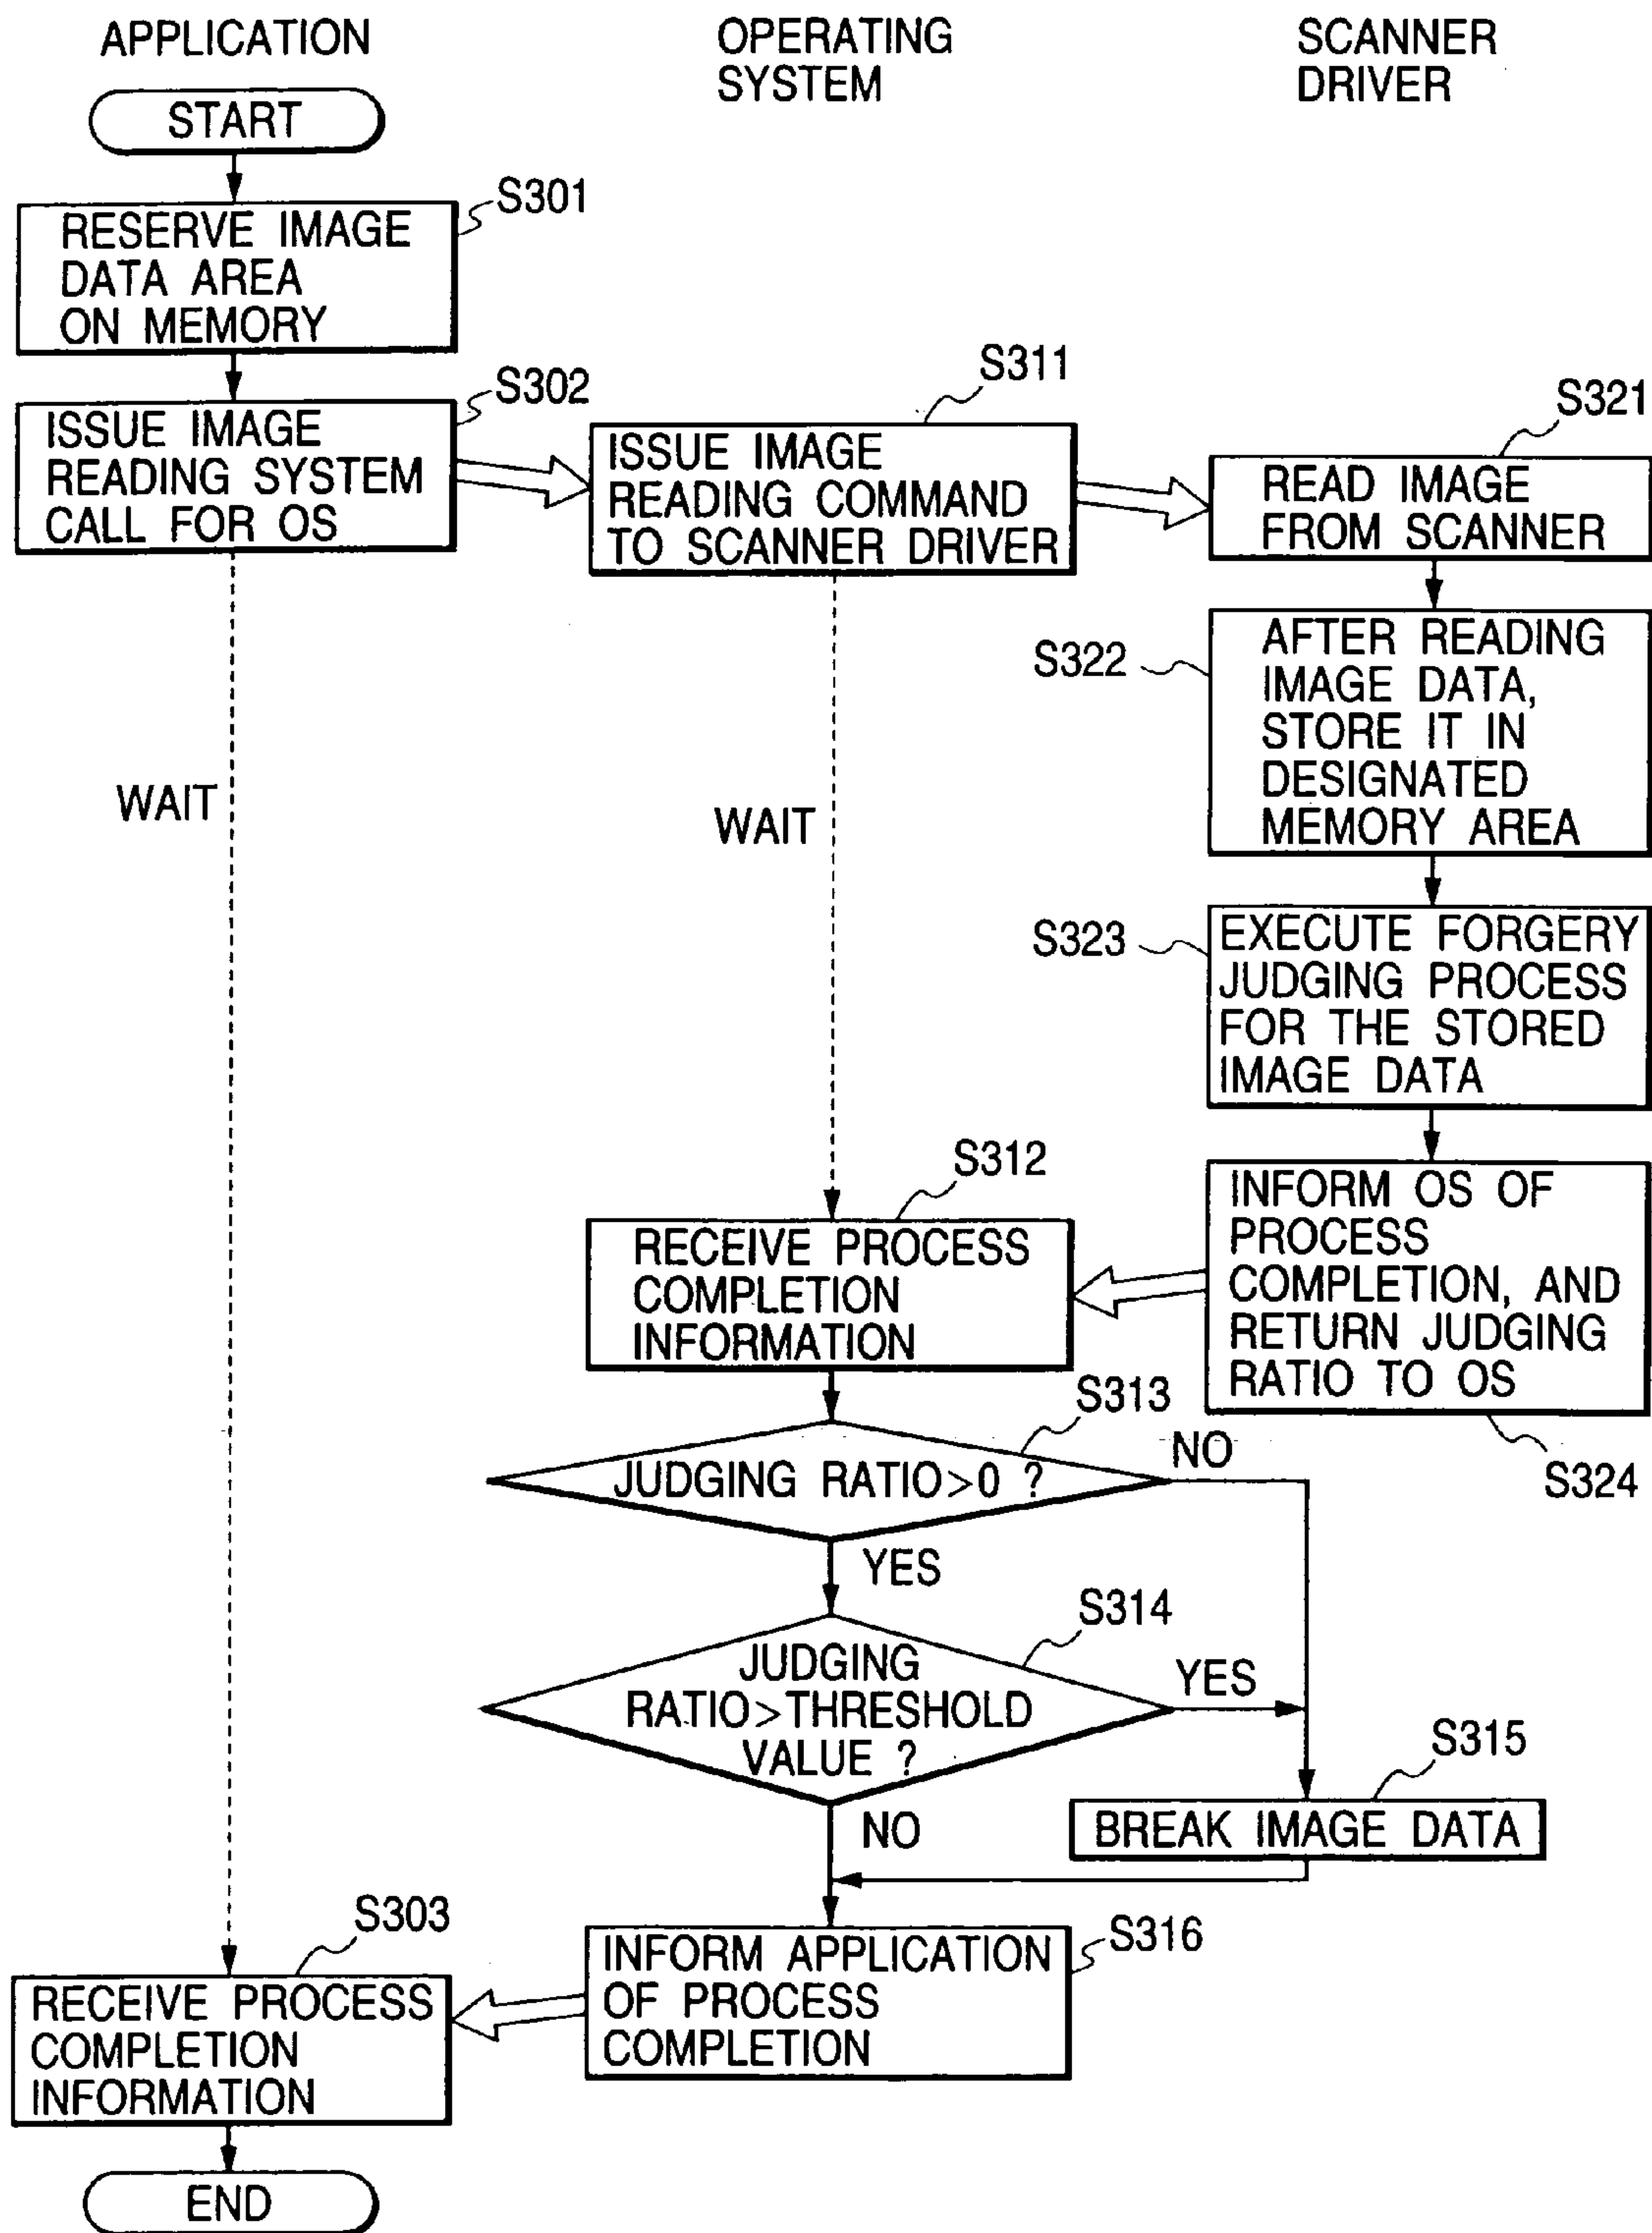 APPLICATION
OPERATING
SYSTEM
SCANNER
DRIVER
START
S301
RESERVE IMAGE
DATA AREA
ON MEMORY
S302
ISSUE IMAGE
READING SYSTEM
CALL FOR OS
S311
ISSUE IMAGE
READING COMMAND
TO SCANNER DRIVER
S321
READ IMAGE
FROM SCANNER
S322
AFTER READING
IMAGE DATA,
STORE IT IN
DESIGNATED
MEMORY AREA
WAIT
WAIT
S323
EXECUTE FORGERY
JUDGING PROCESS
FOR THE STORED
IMAGE DATA
S312
RECEIVE PROCESS
COMPLETION
INFORMATION
INFORM OS OF
PROCESS
COMPLETION, AND
RETURN JUDGING
RATIO TO OS
S324
S313
JUDGING RATIO>0 ?
NO
YES
S314
JUDGING
RATIO>THRESHOLD
VALUE ?
YES
NO
S315
BREAK IMAGE DATA
S316
INFORM APPLICATION
OF PROCESS
COMPLETION
S303
RECEIVE PROCESS
COMPLETION
INFORMATION
END